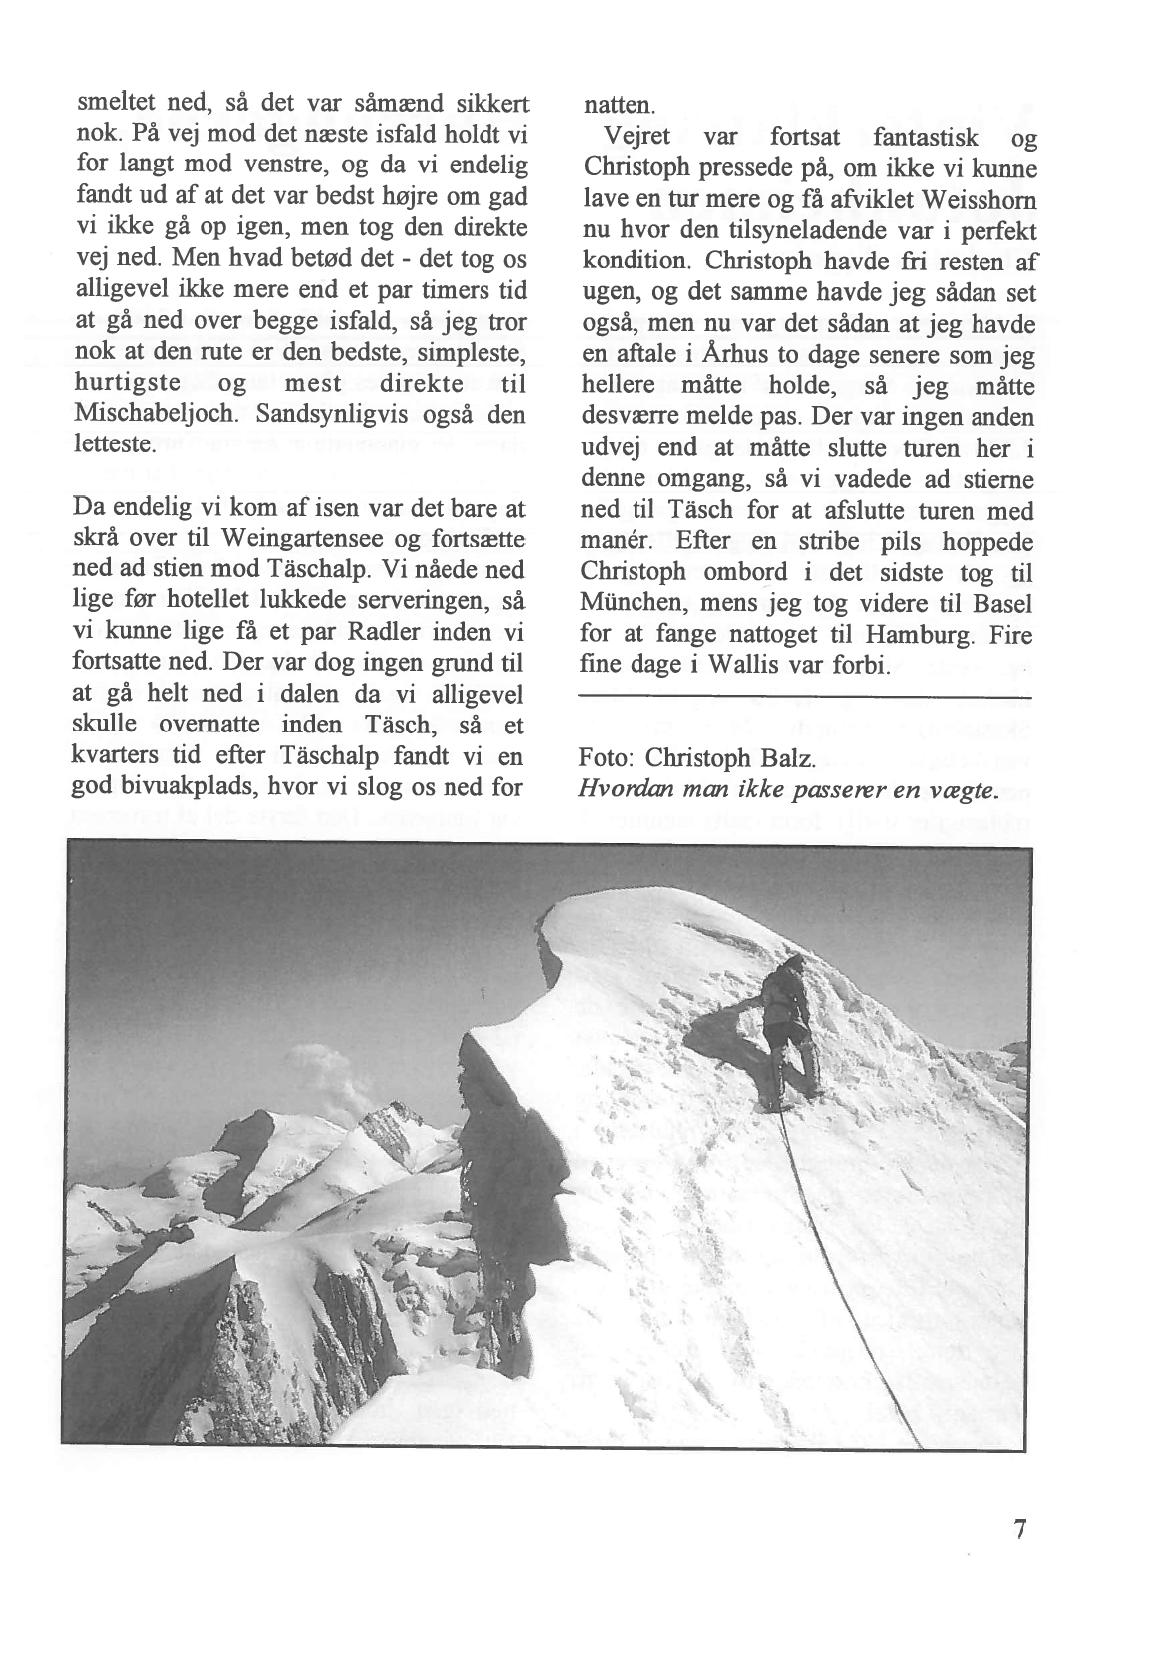 smeltet ned, så det var såmænd sikkert
nok. På vej mod det næste isfald holdt vi
for langt mod venstre, og da vi endelig
fandt ud af at det var bedst højre om gad
vi ikke gå op igen, men tog den direkte
vej ned. Men hvad betød det - det tog os
alligevel ikke mere end et par timers tid
at gå ned over begge isfald, så jeg tror
nok at den rute er den bedste, simpleste,
hurtigste og mest direkte til
Mischabeljoch. Sandsynligvis også den
letteste.
Da endelig vi kom af isen var det bare at
skrå over til Weingartensee og fortsætte
ned ad stien mod Täschalp. Vi nåede ned
lige før hotellet lukkede serveringen, så
vi kunne lige få et par Radler inden vi
fortsatte ned. Der var dog ingen grund til
at gå helt ned i dalen da vi alligevel
skulle overnatte inden Täsch, så et
kvarters tid efter Täschalp fandt vi en
god bivuakplads, hvor vi slog os ned for
natten.
Vejret var fortsat fantastisk og
Christoph pressede på, om ikke vi kunne
lave en tur mere og få afviklet Weisshorn
nu hvor den tilsyneladende var i perfekt
kondition. Christoph havde fri resten af
ugen, og det samme havde jeg sådan set
også, men nu var det sådan at jeg havde
en aftale i Århus to dage senere som jeg
hellere måtte holde, så jeg måtte
desværre melde pas. Der var ingen anden
udvej end at måtte slutte turen her i
denne omgang, så vi vadede ad stierne
ned til Täsch for at afslutte turen med
manér. Efter en stribe pils hoppede
Christoph ombord i det sidste tog til
München, mens jeg tog videre til Basel
for at fange nattoget til Hamburg. Fire
fine dage i Wallis var forbi.
Foto: Christoph Balz.
Hvordan man ikke passerer en vægte.
7